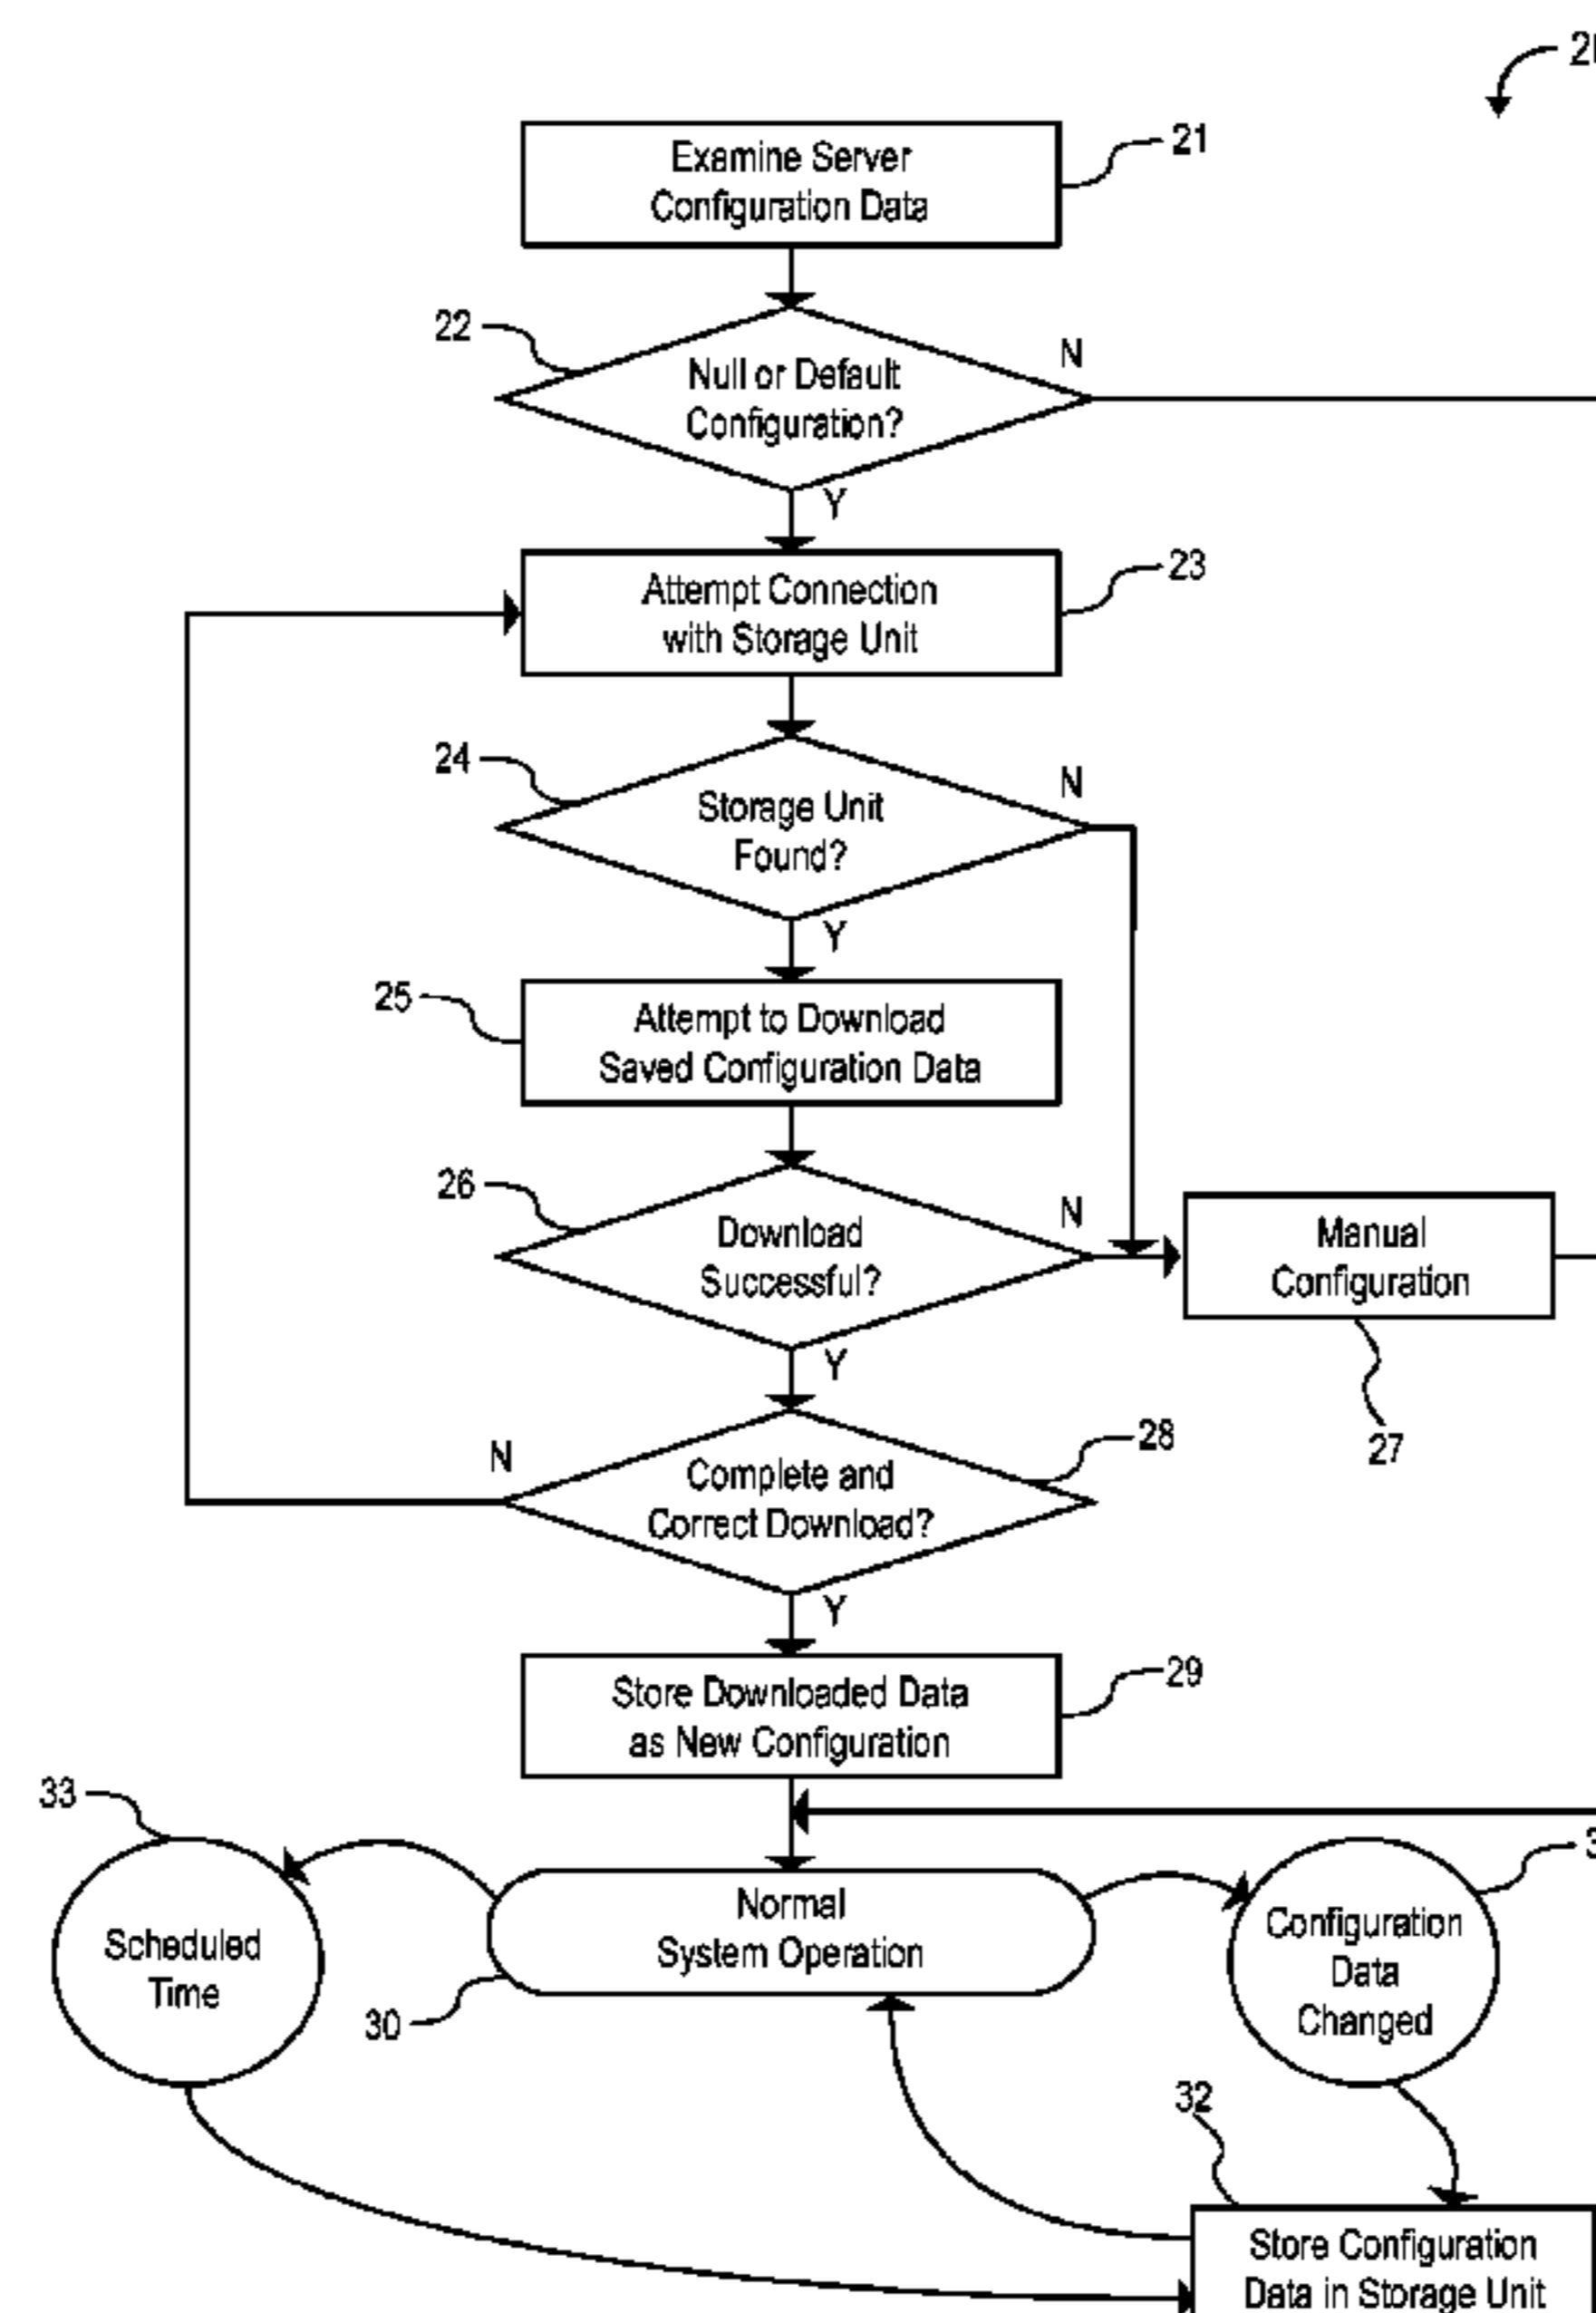 21
Examine Server
Configuration Data
22
Null or Default
Configuration?
N
Y
23
Attempt Connection
with Storage Unit
24
Storage Unit
Found?
N
Y
25
Attempt to Download
Saved Configuration Data
26
Download
Successful?
N
Manual
Configuration
27
Y
28
N
Complete and
Correct Download?
Y
29
Store Downloaded Data
as New Configuration
33
Scheduled
Time
Normal
System Operation
30
Configuration
Data
Changed
32
Store Configuration
Data in Storage Unit